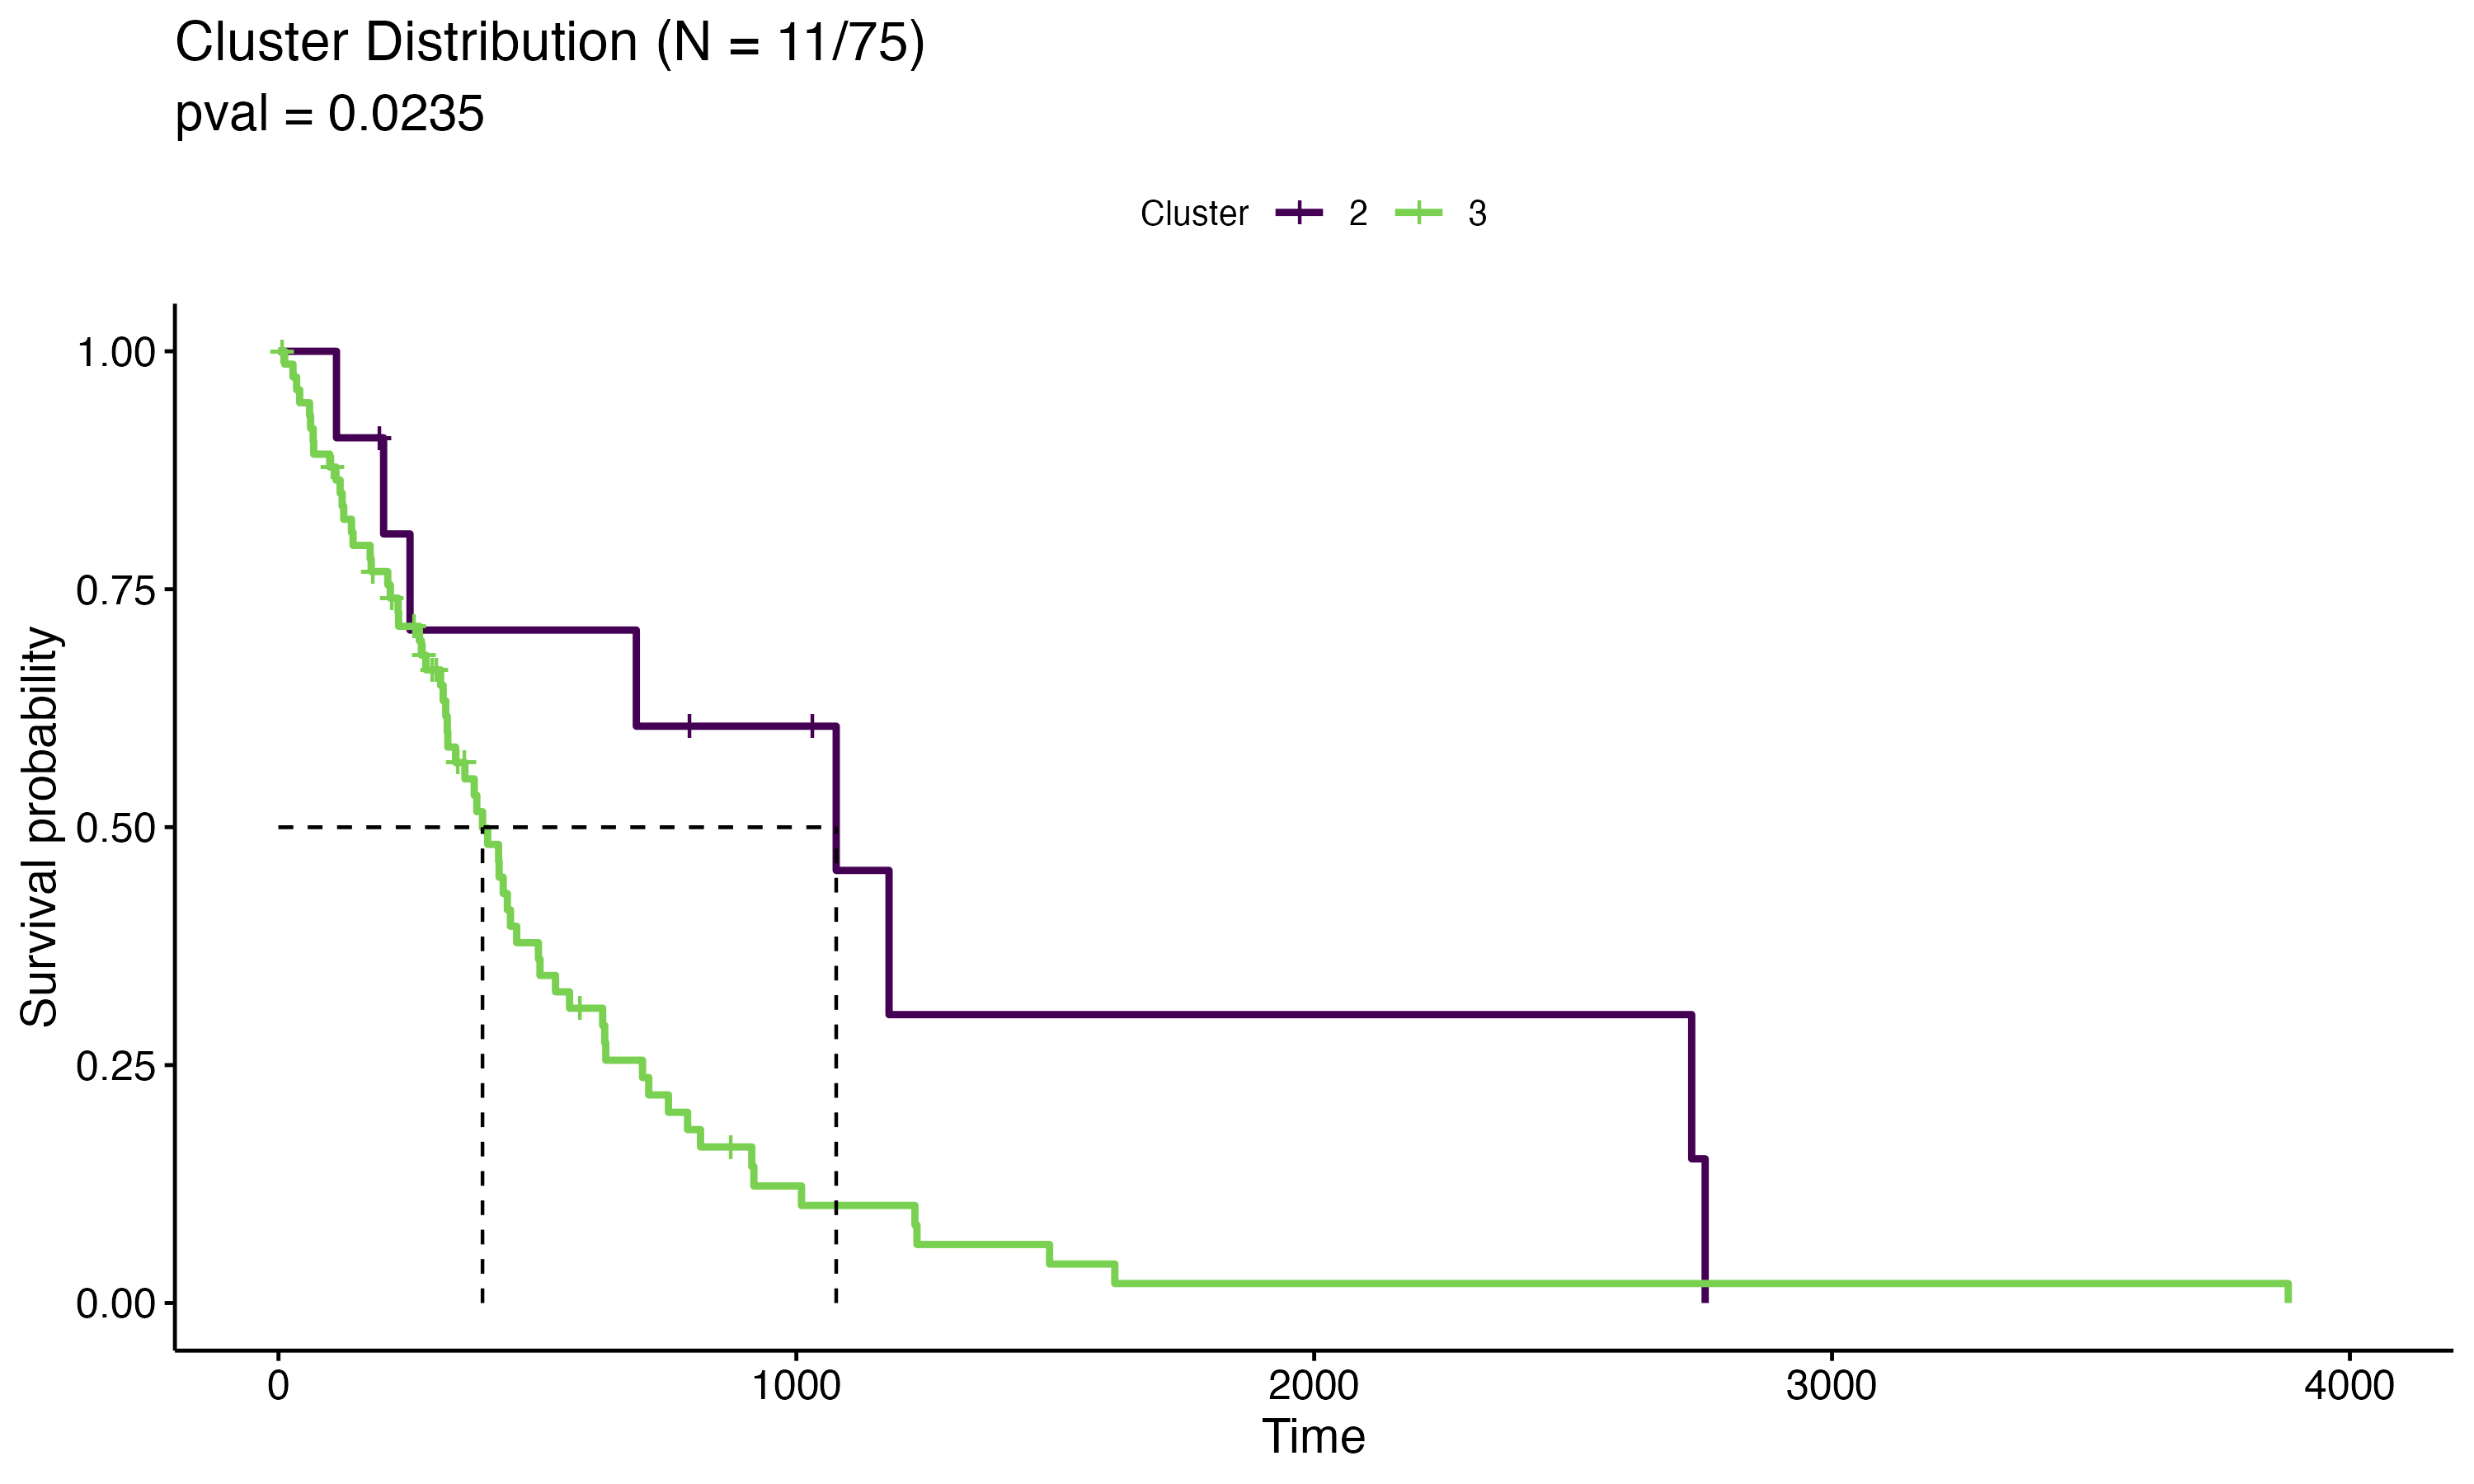 Cluster Distribution (N = 11/75)
pval = 0.0235
Cluster 2 3
Survival probability
1.00
0.75
0.50
0.25
0.00
0 1000 2000 3000 4000
Time